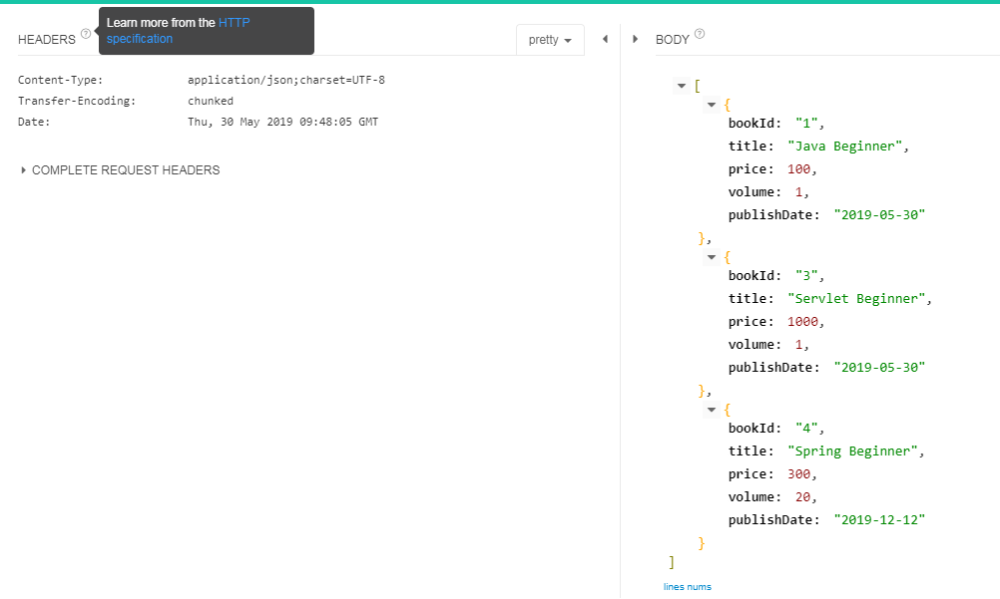 HEADERS ?
Learn more from the HTTP
specification
pretty
Content-Type: application/json;charset=UTF-8
Transfer-Encoding: chunked
Date: Thu, 30 May 2019 09:48:05 GMT
COMPLETE REQUEST HEADERS
BODY ?
[
{
bookId: "1",
title: "Java Beginner",
price: 100,
volume: 1,
publishDate: "2019-05-30"
},
{
bookId: "3",
title: "Servlet Beginner",
price: 1000,
volume: 1,
publishDate: "2019-05-30"
},
{
bookId: "4",
title: "Spring Beginner",
price: 300,
volume: 20,
publishDate: "2019-12-12"
}
]
lines nums